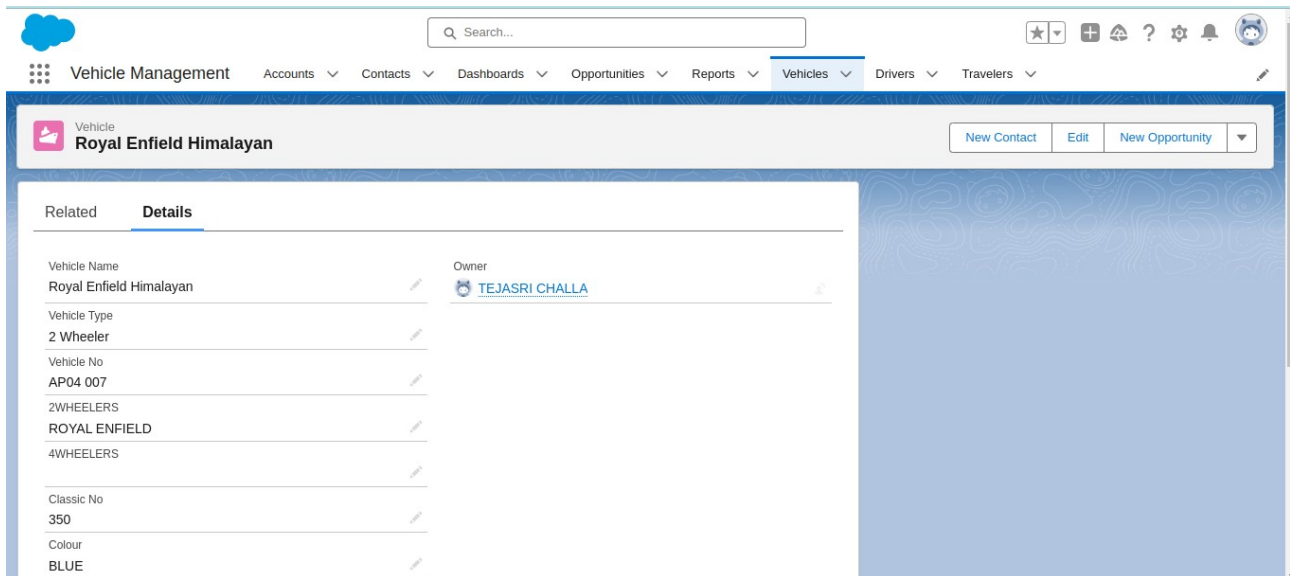 Search...
Vehicle Management Accounts Contacts Dashboards Opportunities Reports Vehicles Drivers Travelers
Vehicle
Royal Enfield Himalayan
New Contact Edit New Opportunity
Related Details
Vehicle Name
Royal Enfield Himalayan
Owner
TEJASRI CHALLA
Vehicle Type
2 Wheeler
Vehicle No
AP04 007
2WHEELERS
ROYAL ENFIELD
4WHEELERS
Classic No
350
Colour
BLUE